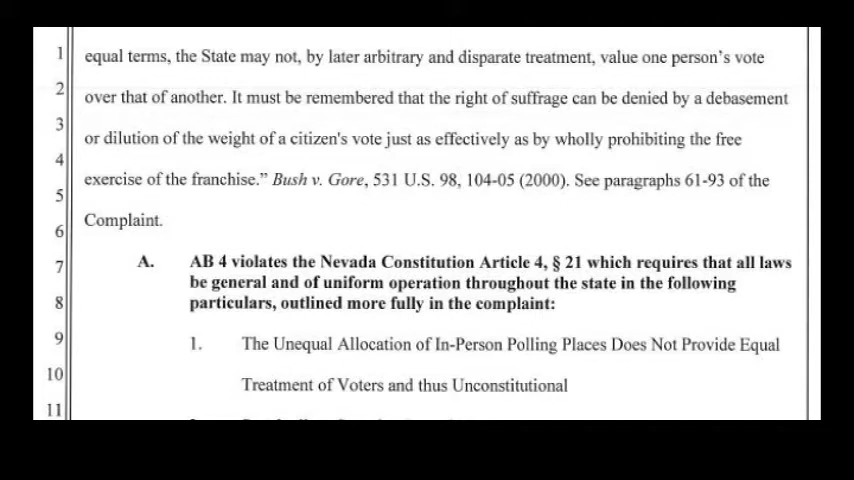 1 equal terms, the State may not, by later arbitrary and disparate treatment, value one person's vote
2 over that of another. It must be remembered that the right of suffrage can be denied by a debasement
3 or dilution of the weight of a citizen's vote just as effectively as by wholly prohibiting the free
4 exercise of the franchise.” Bush v. Gore, 531 U.S. 98, 104-05 (2000). See paragraphs 61-93 of the
5
6 Complaint.
7 A. AB 4 violates the Nevada Constitution Article 4, § 21 which requires that all laws
be general and of uniform operation throughout the state in the following
8 particulars, outlined more fully in the complaint:
9 1. The Unequal Allocation of In-Person Polling Places Does Not Provide Equal
10 Treatment of Voters and thus Unconstitutional
11